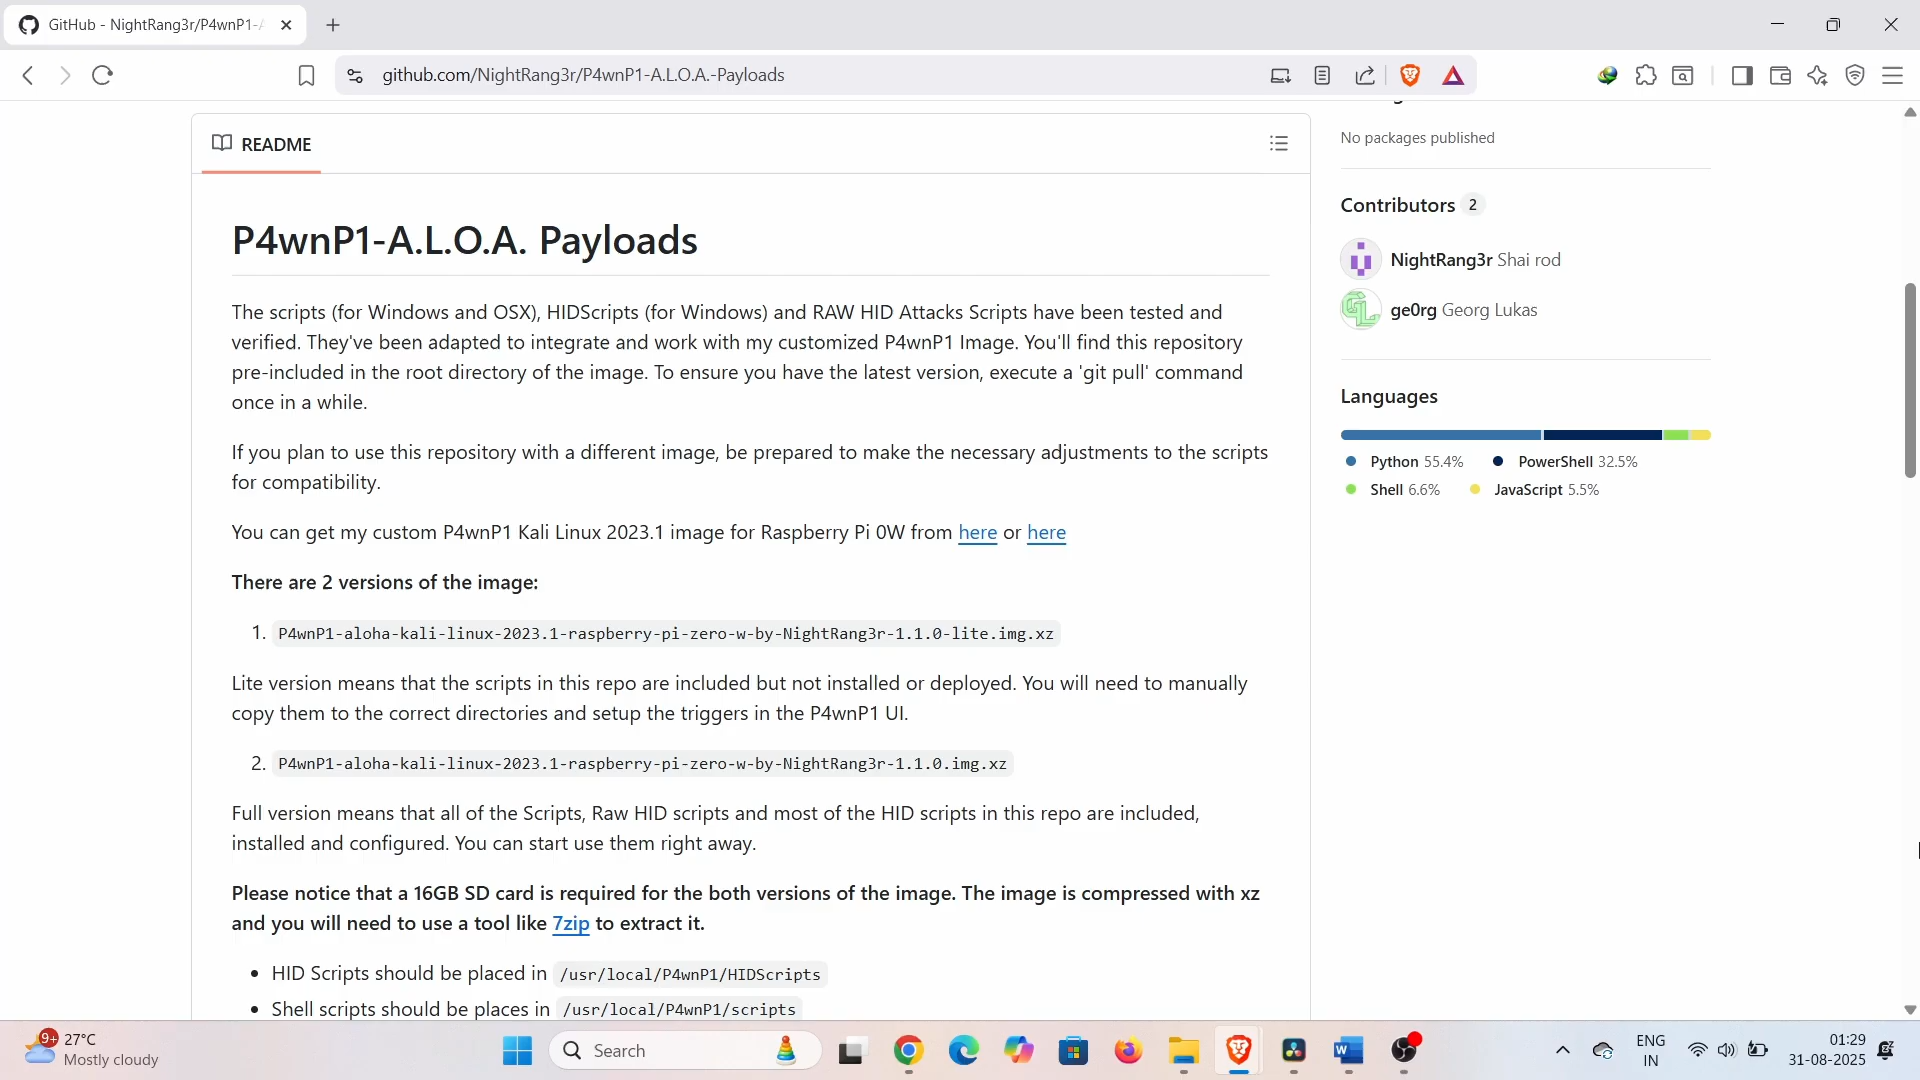 GitHub - NightRang3r/P4wnP1-A
github.com/NightRang3r/P4wnP1-A.L.O.A.-Payloads
README
P4wnP1-A.L.O.A. Payloads
The scripts (for Windows and OSX), HIDScripts (for Windows) and RAW HID Attacks Scripts have been tested and
verified. They've been adapted to integrate and work with my customized P4wnP1 Image. You'll find this repository
pre-included in the root directory of the image. To ensure you have the latest version, execute a 'git pull' command
once in a while.
If you plan to use this repository with a different image, be prepared to make the necessary adjustments to the scripts
for compatibility.
You can get my custom P4wnP1 Kali Linux 2023.1 image for Raspberry Pi 0W from here or here
There are 2 versions of the image:
1. P4wnP1-aloha-kali-linux-2023.1-raspberry-pi-zero-w-by-NightRang3r-1.1.0-lite.img.xz
Lite version means that the scripts in this repo are included but not installed or deployed. You will need to manually
copy them to the correct directories and setup the triggers in the P4wnP1 UI.
2. P4wnP1-aloha-kali-linux-2023.1-raspberry-pi-zero-w-by-NightRang3r-1.1.0.img.xz
Full version means that all of the Scripts, Raw HID scripts and most of the HID scripts in this repo are included,
installed and configured. You can start use them right away.
Please notice that a 16GB SD card is required for the both versions of the image. The image is compressed with xz
and you will need to use a tool like 7zip to extract it.
• HID Scripts should be placed in /usr/local/P4wnP1/HIDScripts
• Shell scripts should be places in /usr/local/P4wnP1/scripts
No packages published
Contributors 2
NightRang3r Shai rod
ge0rg Georg Lukas
Languages
Python 55.4% PowerShell 32.5%
Shell 6.6% JavaScript 5.5%
9+
27°C
Mostly cloudy
Search
ENG
IN
01:29
31-08-2025